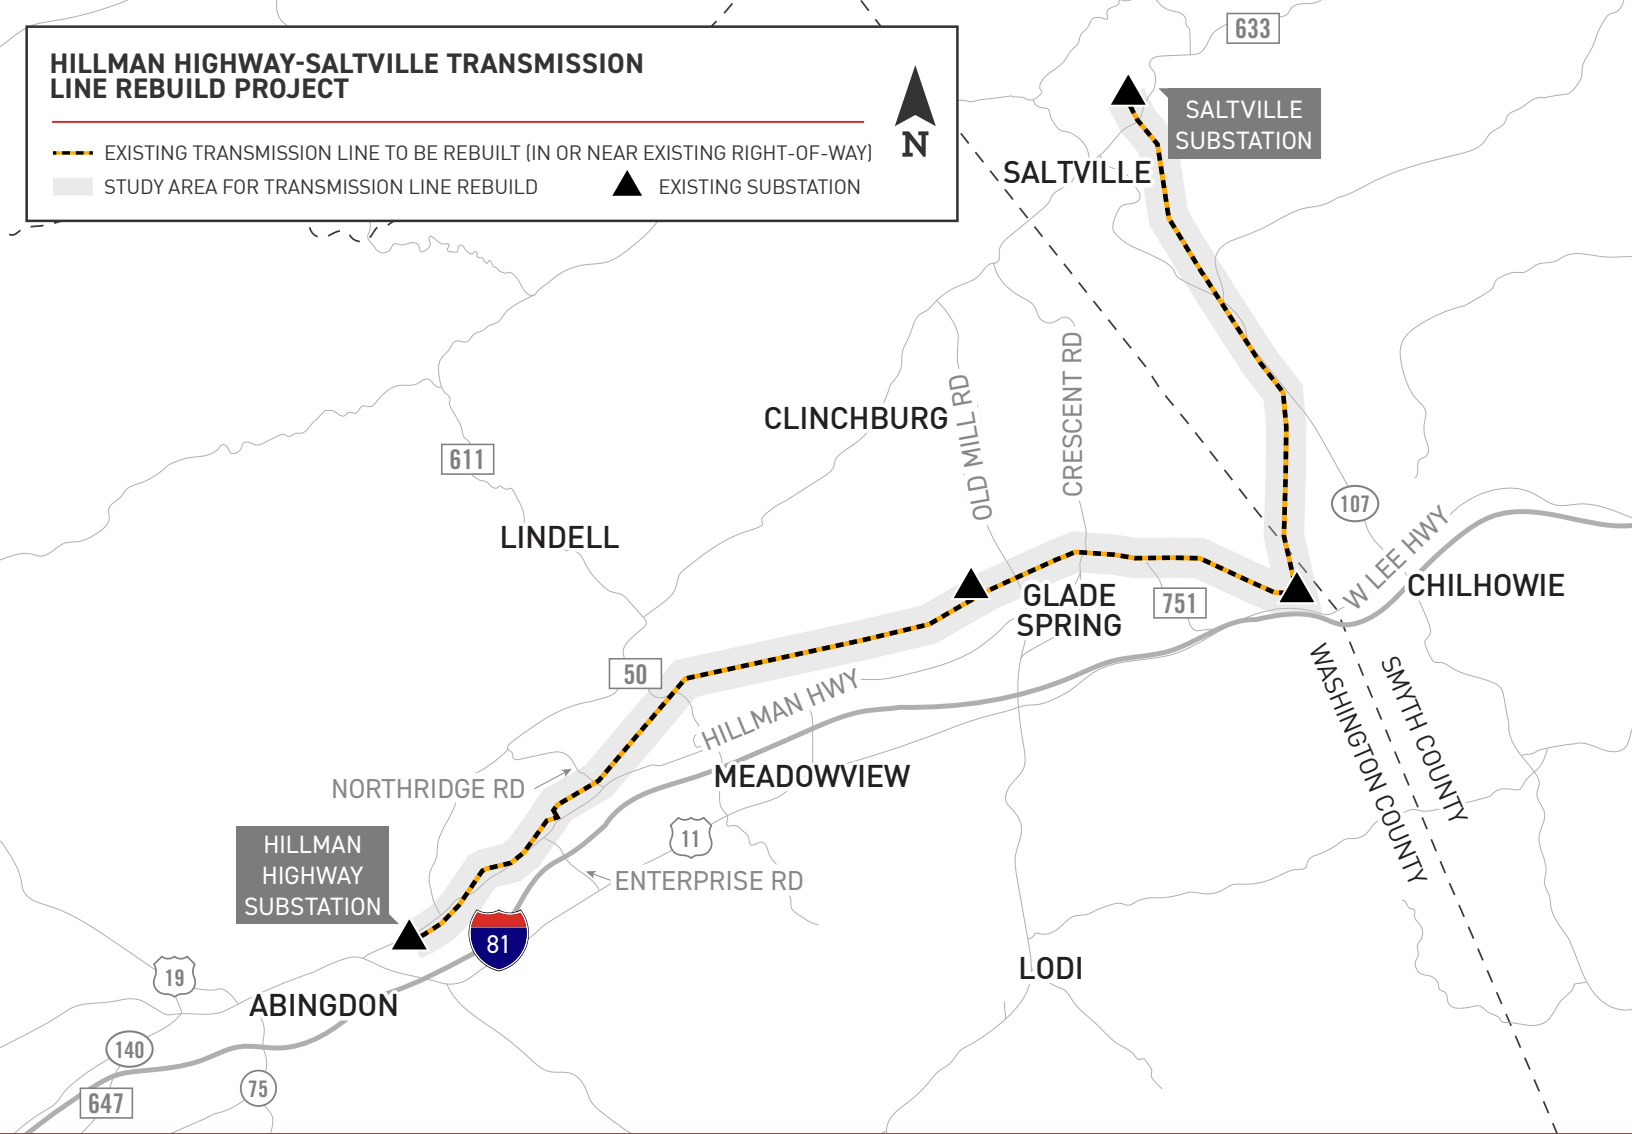 HILLMAN HIGHWAY-SALTVILLE TRANSMISSION
LINE REBUILD PROJECT
N
EXISTING TRANSMISSION LINE TO BE REBUILT (IN OR NEAR EXISTING RIGHT-OF-WAY)
STUDY AREA FOR TRANSMISSION LINE REBUILD
EXISTING SUBSTATION
633
SALTVILLE
SUBSTATION
SALTVILLE
CLINCHBURG
OLD MILL RD
CRESCENT RD
611
107
LINDELL
W LEE HWY
CHILHOWIE
GLADE
SPRING
751
50
HILLMAN HWY
WASHINGTON COUNTY
SMYTH COUNTY
NORTHRIDGE RD
MEADOWVIEW
11
HILLMAN
HIGHWAY
SUBSTATION
ENTERPRISE RD
81
LODI
19
ABINGDON
140
75
647